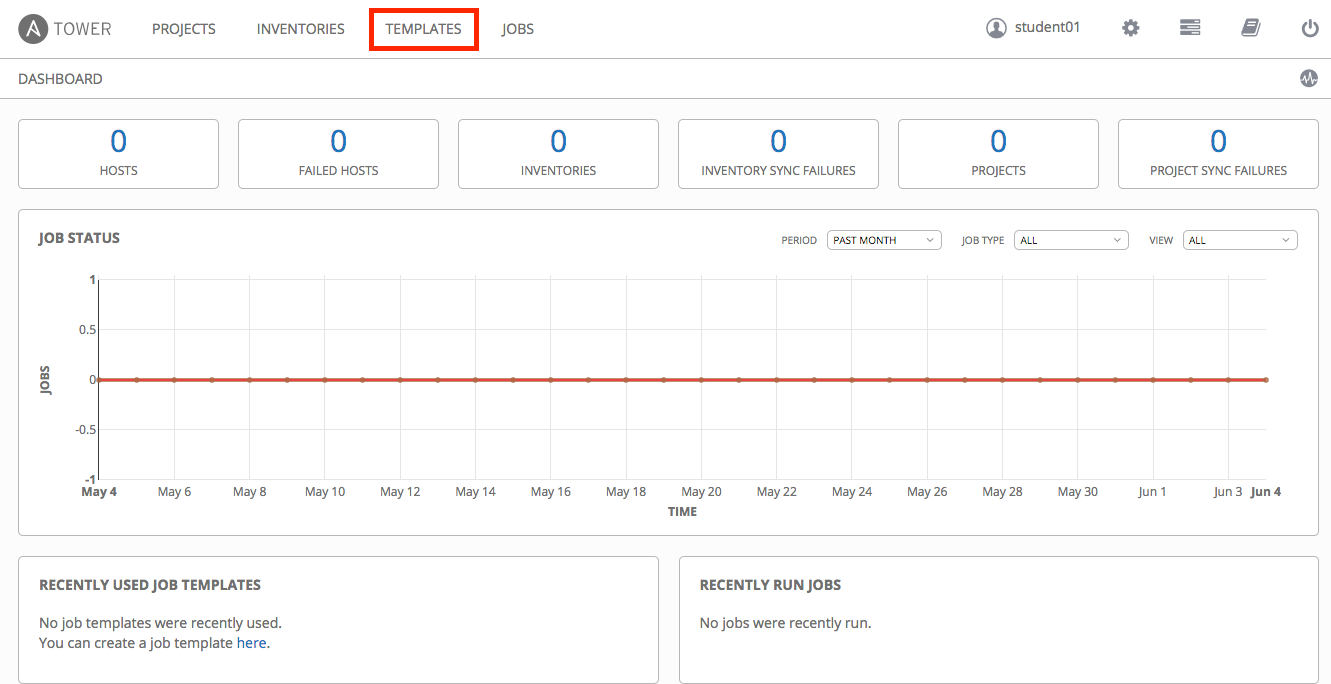 TOWER PROJECTS INVENTORIES TEMPLATES JOBS student01
DASHBOARD
0 0 0 0 0 0
HOSTS FAILED HOSTS INVENTORIES INVENTORY SYNC FAILURES PROJECTS PROJECT SYNC FAILURES
JOB STATUS PERIOD PAST MONTH JOB TYPE ALL VIEW ALL
1
0.5
0
-0.5
-1
JOBS
May 4 May 6 May 8 May 10 May 12 May 14 May 16 May 18 May 20 May 22 May 24 May 26 May 28 May 30 Jun 1 Jun 3 Jun 4
TIME
RECENTLY USED JOB TEMPLATES
No job templates were recently used.
You can create a job template here.
RECENTLY RUN JOBS
No jobs were recently run.